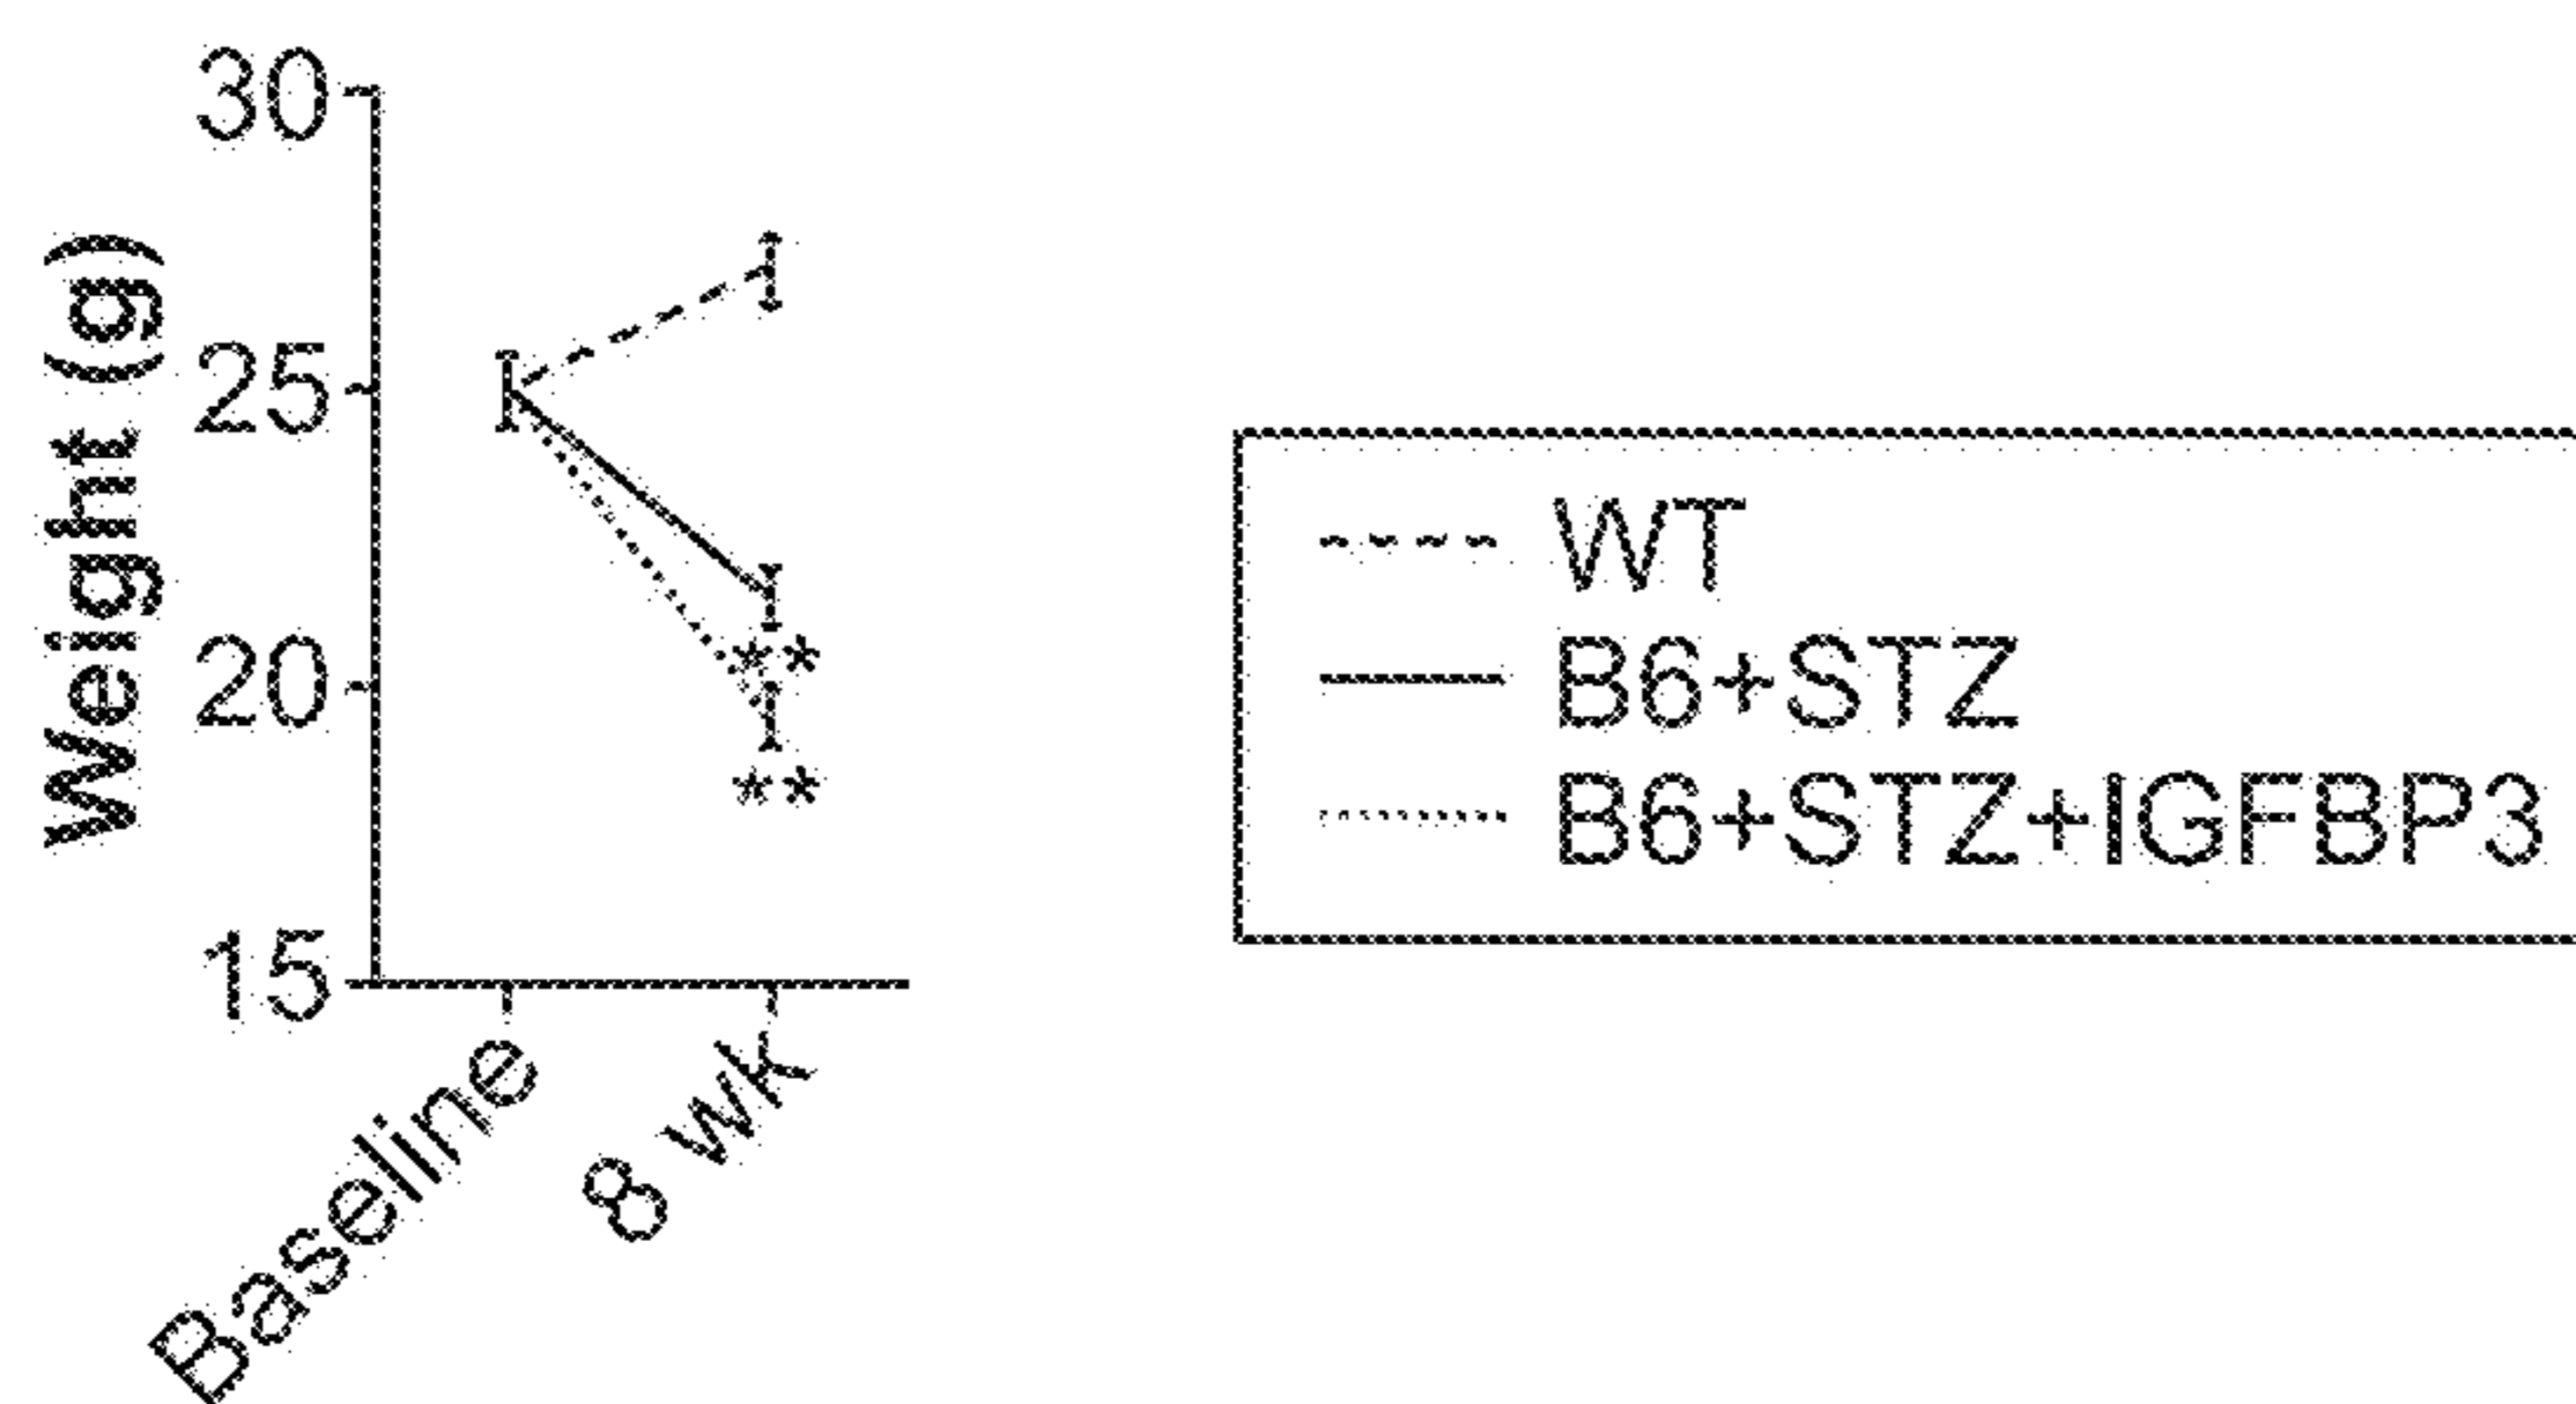 Weight (g)
30
25
20
15
**
**
Baseline
8 wk
WT
B6+STZ
B6+STZ+IGFBP3